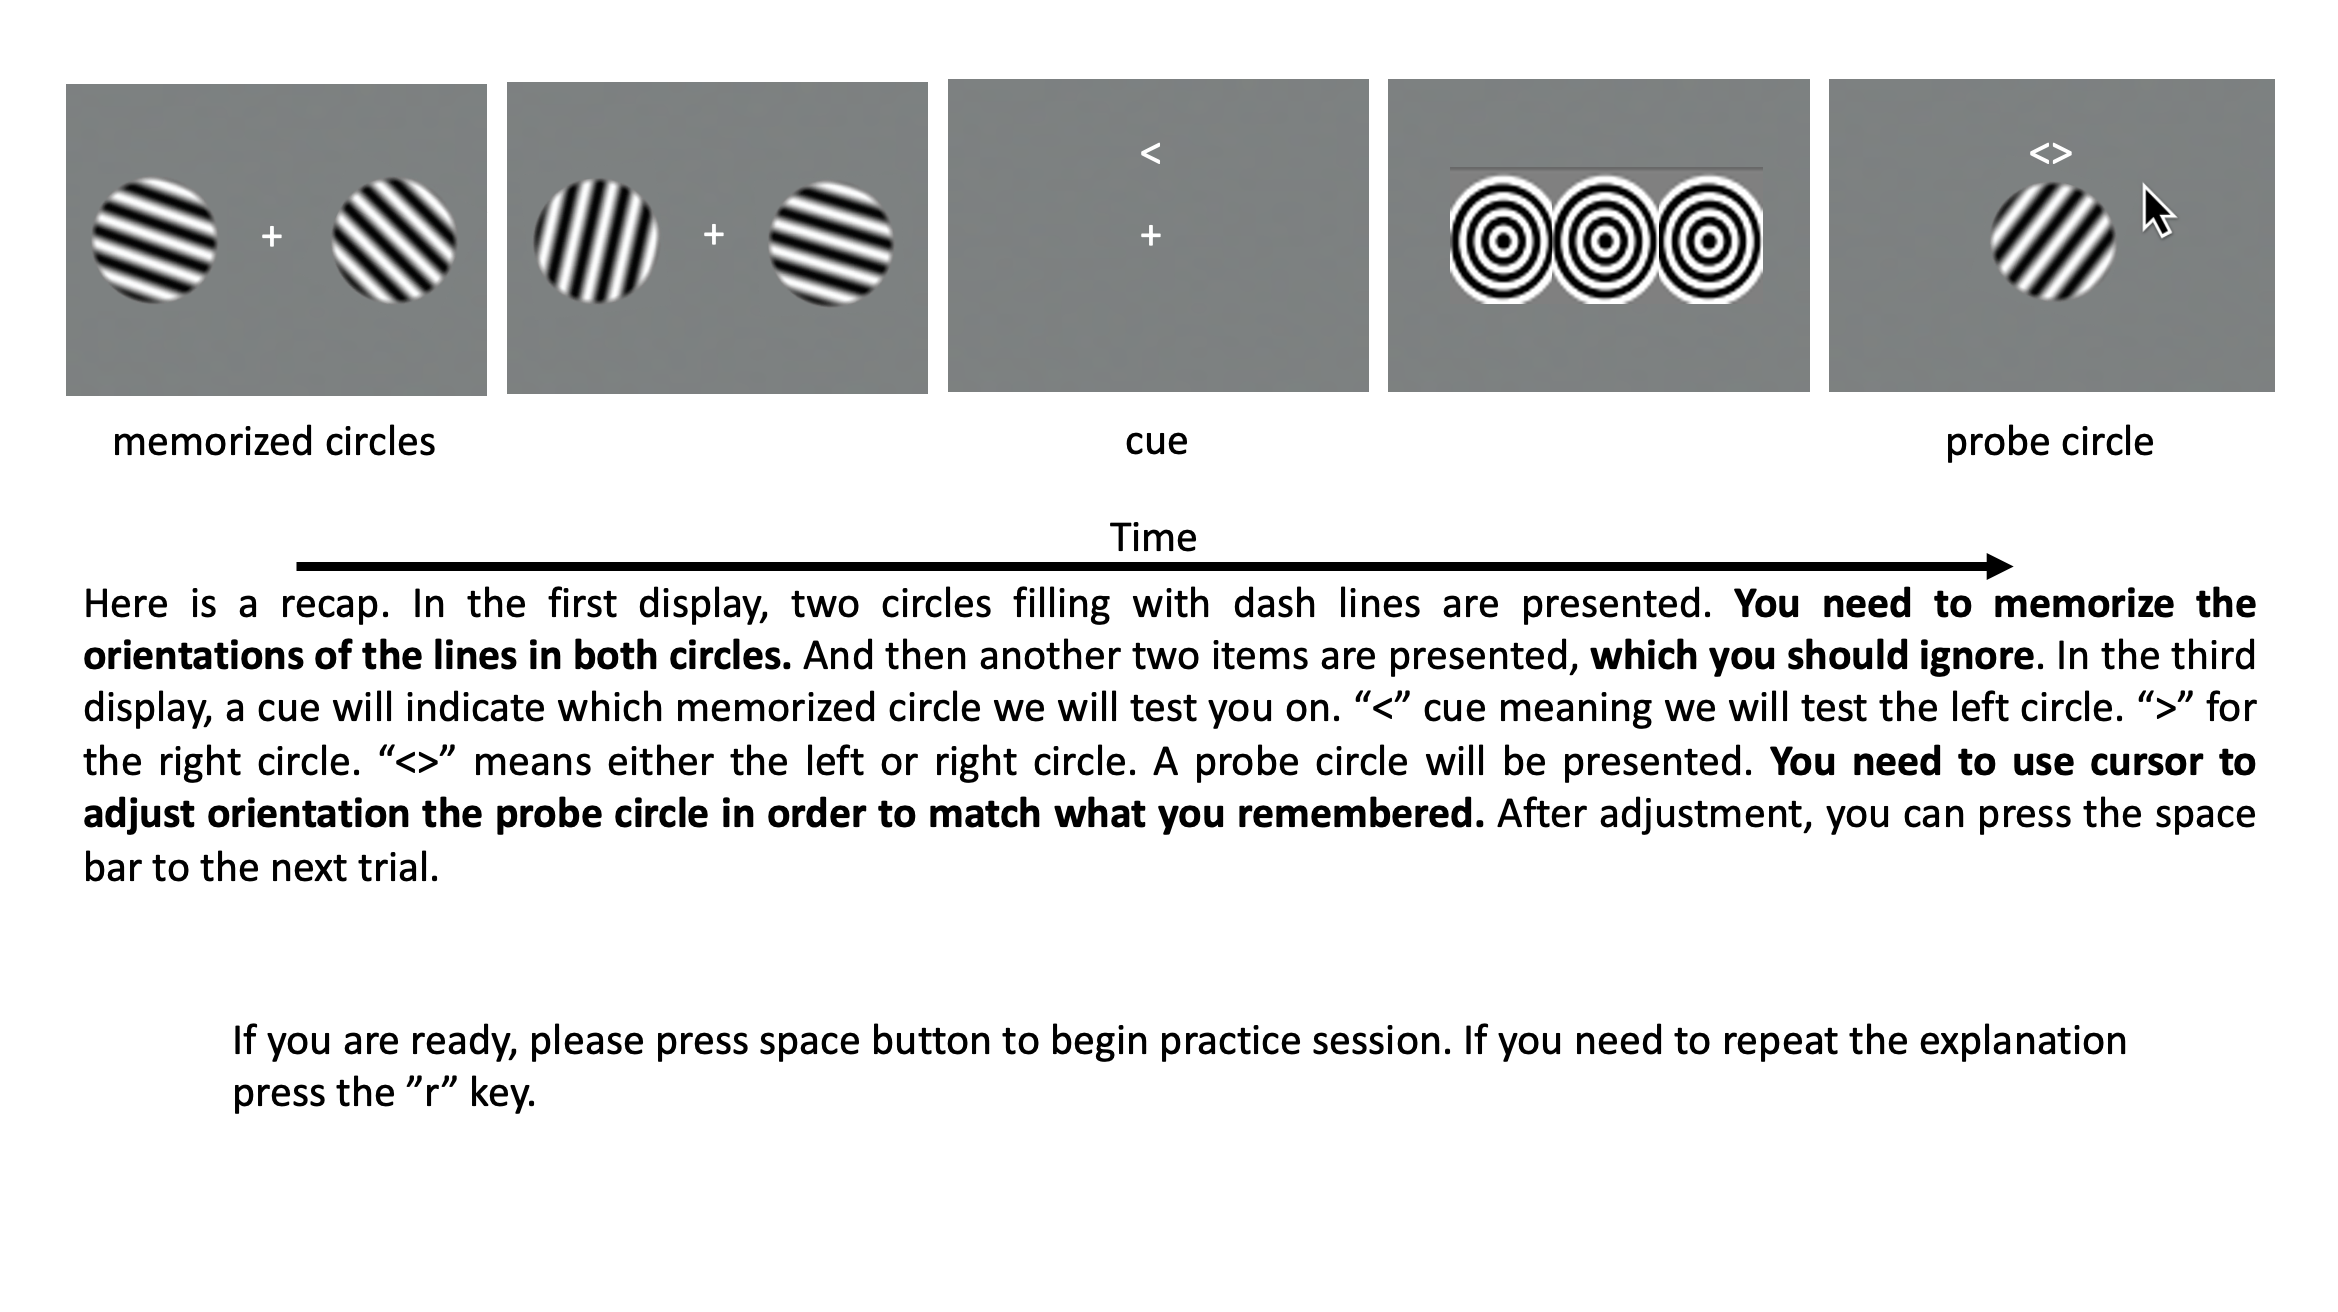 +
+
<
+
<>
memorized circles
cue
probe circle
Time
Here is a recap. In the first display, two circles filling with dash lines are presented. You need to memorize the
orientations of the lines in both circles. And then another two items are presented, which you should ignore. In the third
display, a cue will indicate which memorized circle we will test you on. “<” cue meaning we will test the left circle. “>” for
the right circle. “<>” means either the left or right circle. A probe circle will be presented. You need to use cursor to
adjust orientation the probe circle in order to match what you remembered. After adjustment, you can press the space
bar to the next trial.
If you are ready, please press space button to begin practice session. If you need to repeat the explanation
press the ”r” key.